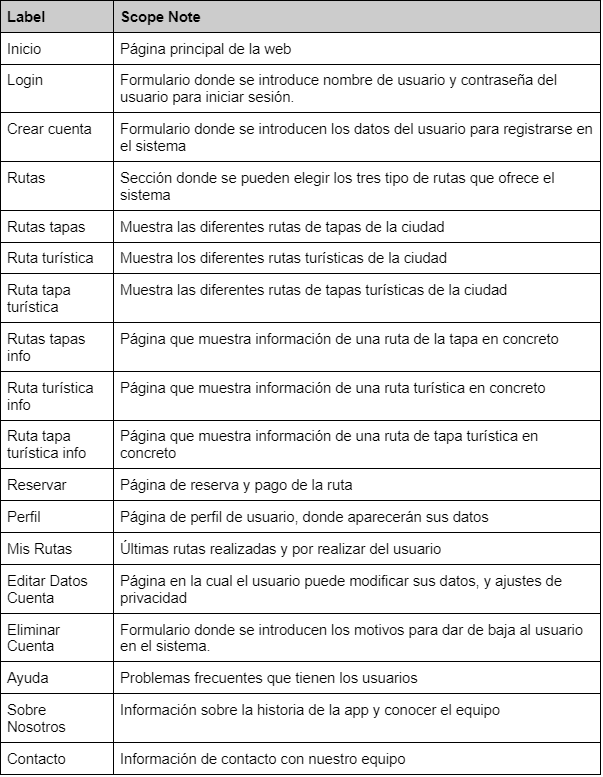 Label
Scope Note
Inicio
Página principal de la web
Login
Formulario donde se introduce nombre de usuario y contraseña del
usuario para iniciar sesión.
Crear cuenta
Formulario donde se introducen los datos del usuario para registrarse en
el sistema
Rutas
Sección donde se pueden elegir los tres tipo de rutas que ofrece el
sistema
Rutas tapas
Muestra las diferentes rutas de tapas de la ciudad
Ruta turística
Muestra los diferentes rutas turísticas de la ciudad
Ruta tapa
turística
Muestra las diferentes rutas de tapas turísticas de la ciudad
Rutas tapas
info
Página que muestra información de una ruta de la tapa en concreto
Ruta turística
info
Página que muestra información de una ruta turística en concreto
Ruta tapa
turística info
Página que muestra información de una ruta de tapa turística en
concreto
Reservar
Página de reserva y pago de la ruta
Perfil
Página de perfil de usuario, donde aparecerán sus datos
Mis Rutas
Últimas rutas realizadas y por realizar del usuario
Editar Datos
Cuenta
Página en la cual el usuario puede modificar sus datos, y ajustes de
privacidad
Eliminar
Cuenta
Formulario donde se introducen los motivos para dar de baja al usuario
en el sistema.
Ayuda
Problemas frecuentes que tienen los usuarios
Sobre
Nosotros
Información sobre la historia de la app y conocer el equipo
Contacto
Información de contacto con nuestro equipo